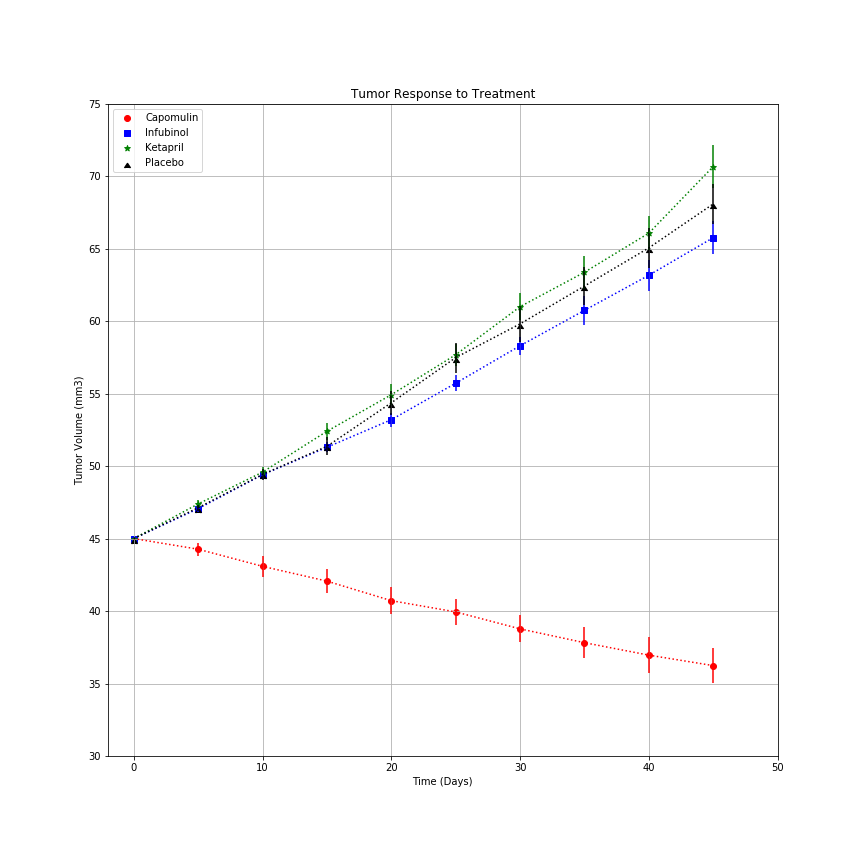 Tumor Response to Treatment
Capomulin
Infubinol
Ketapril
Placebo
75
70
65
60
55
50
45
40
35
30
Tumor Volume (mm3)
0 10 20 30 40 50
Time (Days)